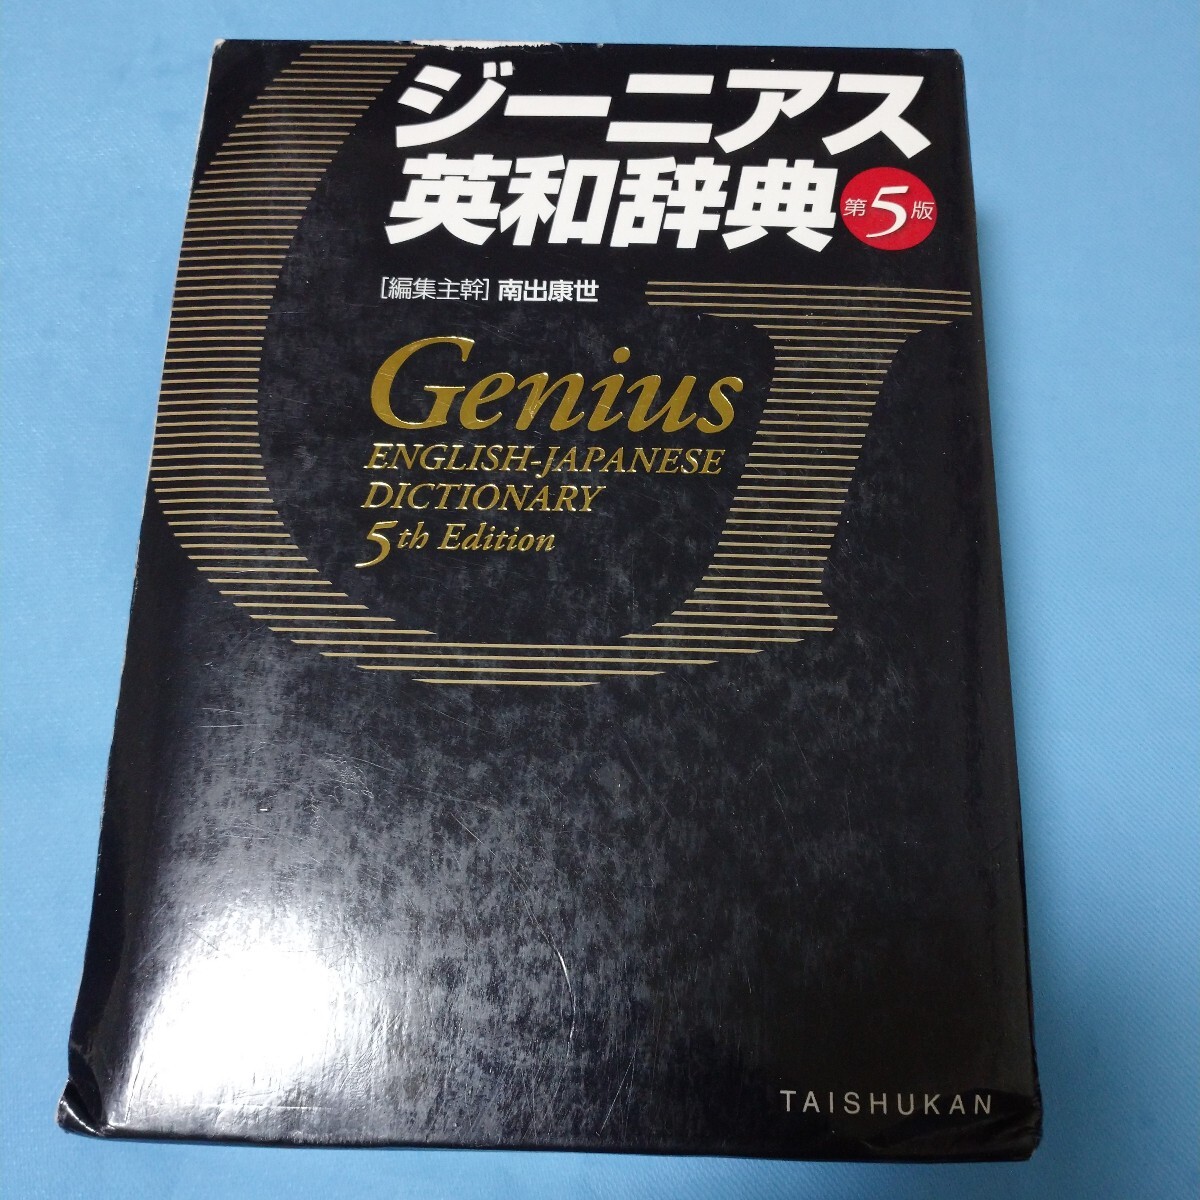 ジーニアス
英和辞典 第5版
[編集主幹] 南出康世
Genius
ENGLISH-JAPANESE
DICTIONARY
5th Edition
TAISHUKAN